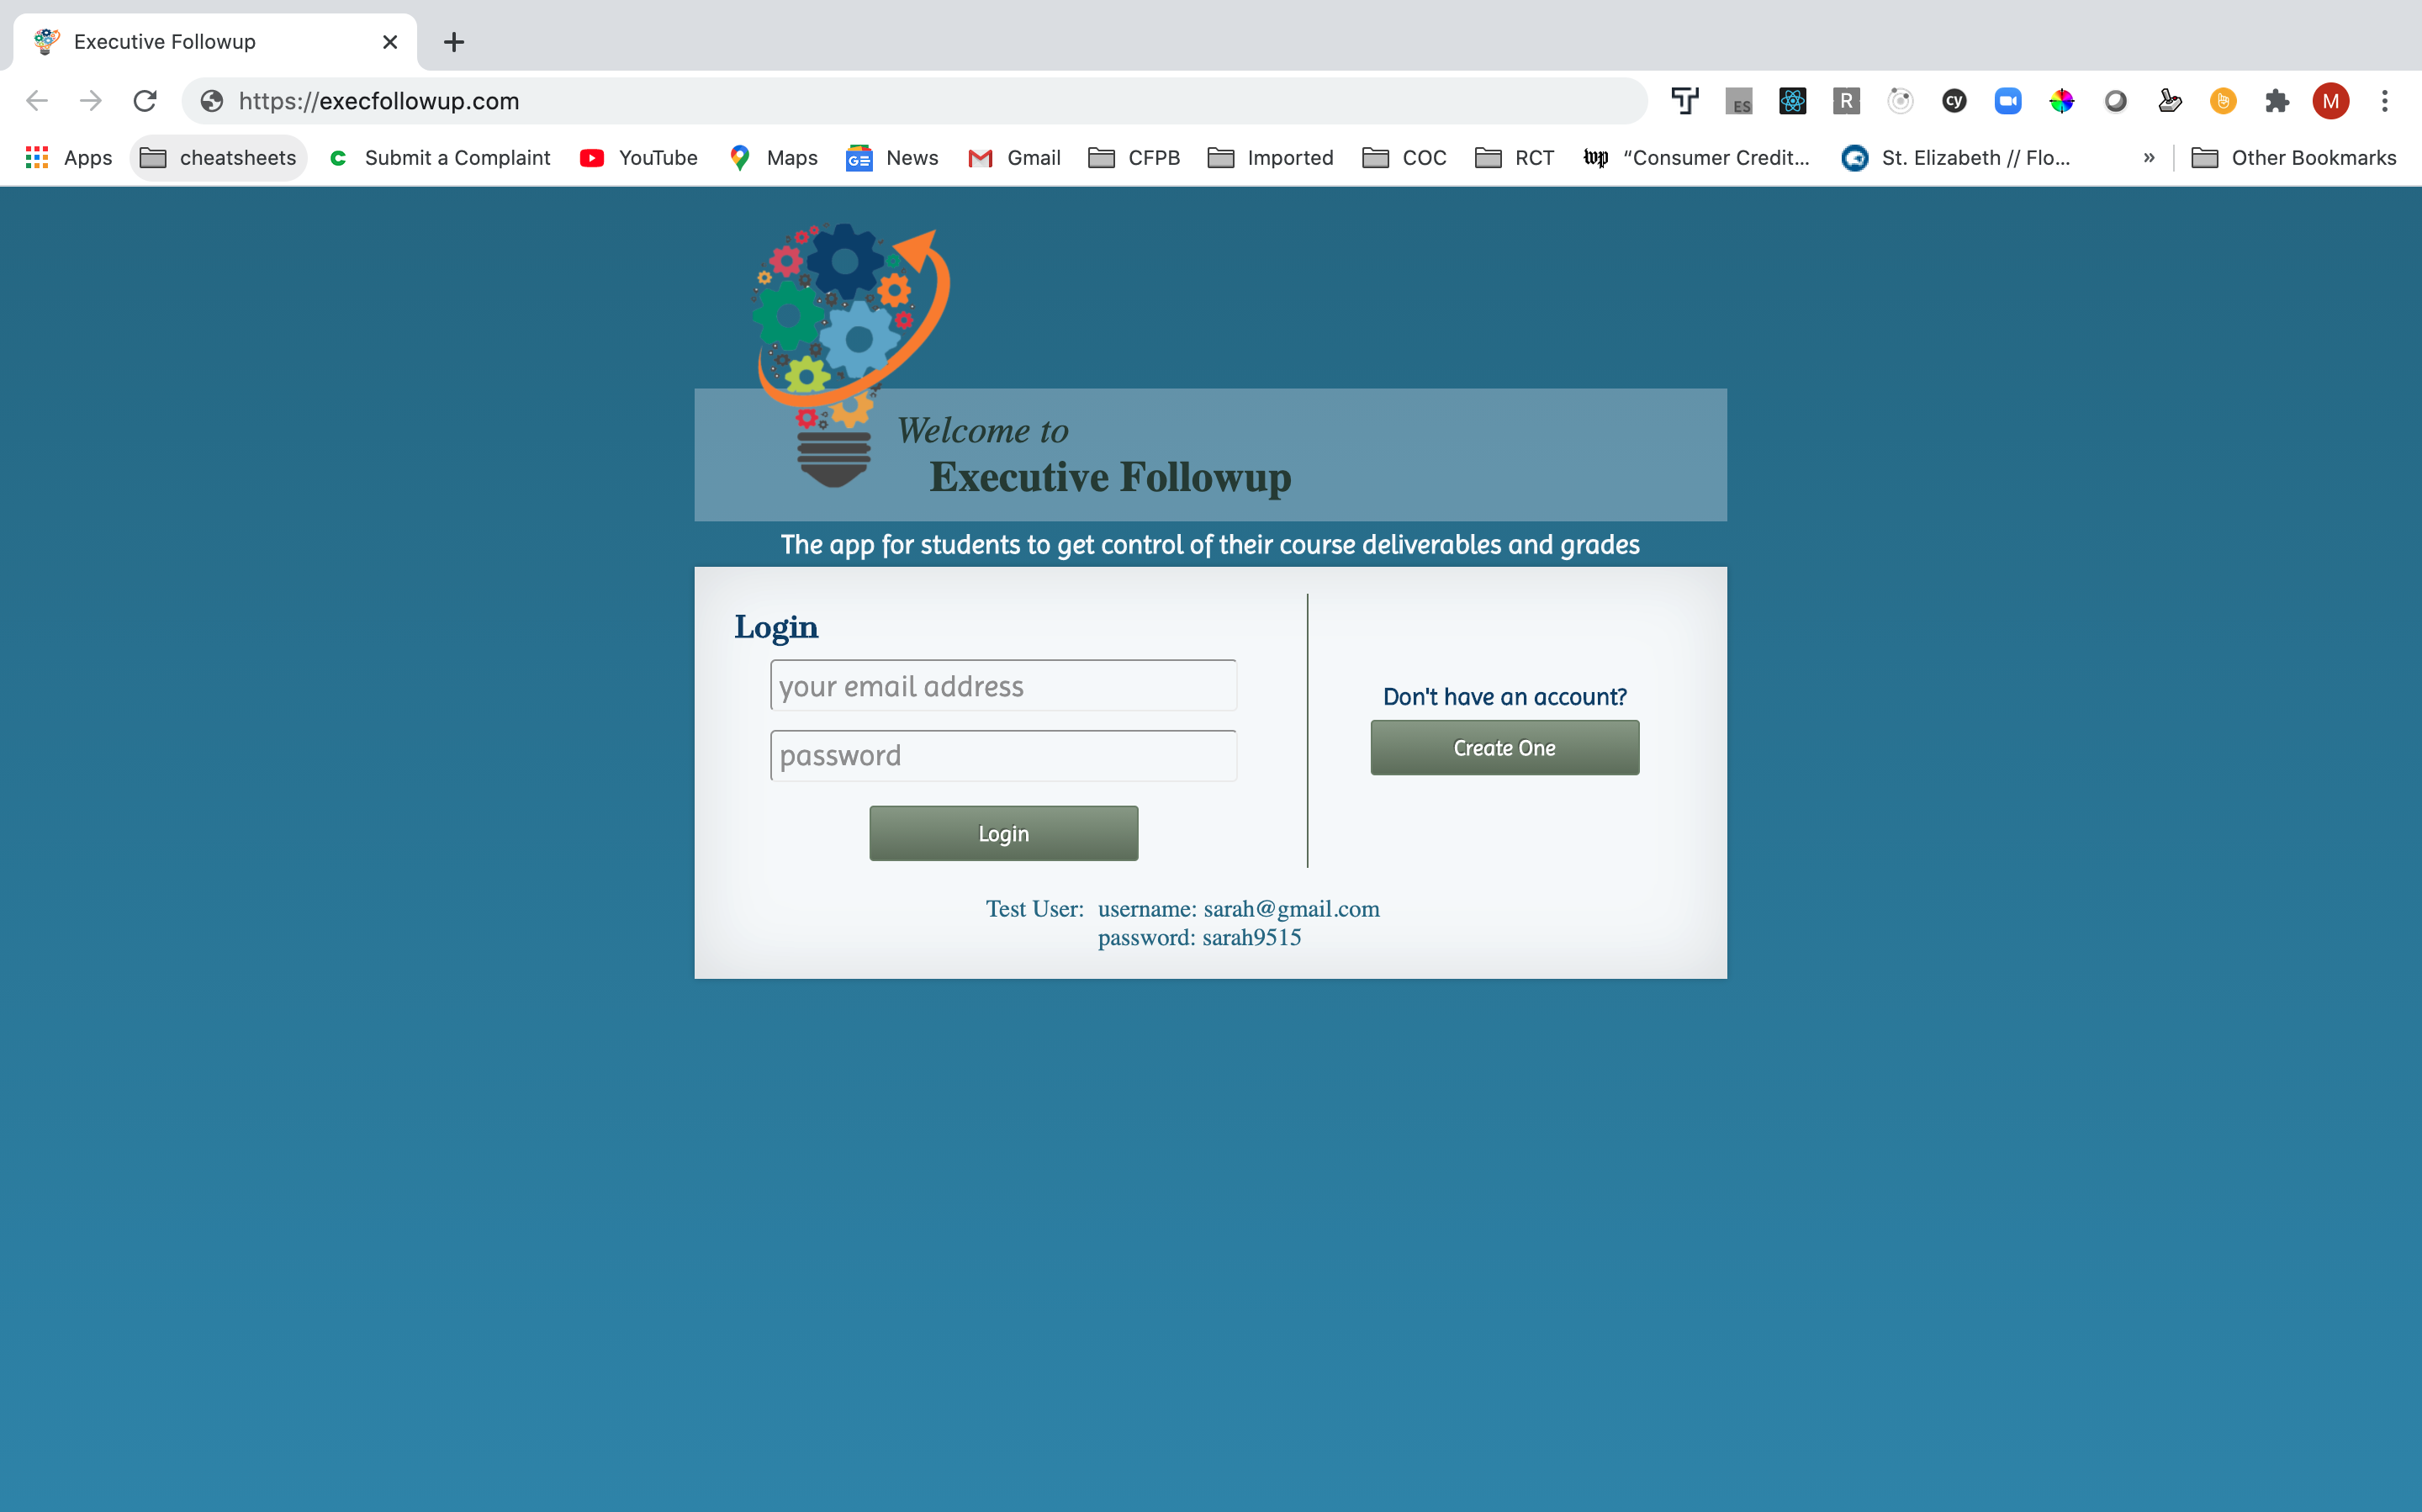 Executive Followup
https://execfollowup.com
ES
R
cy
M
Apps cheatsheets Submit a Complaint YouTube Maps GE News Gmail CFPB Imported COC RCT wp “Consumer Credit... St. Elizabeth // Flo... » Other Bookmarks
Welcome to
Executive Followup
The app for students to get control of their course deliverables and grades
Login
your email address
password
Login
Don't have an account?
Create One
Test User: username: sarah@gmail.com
password: sarah9515